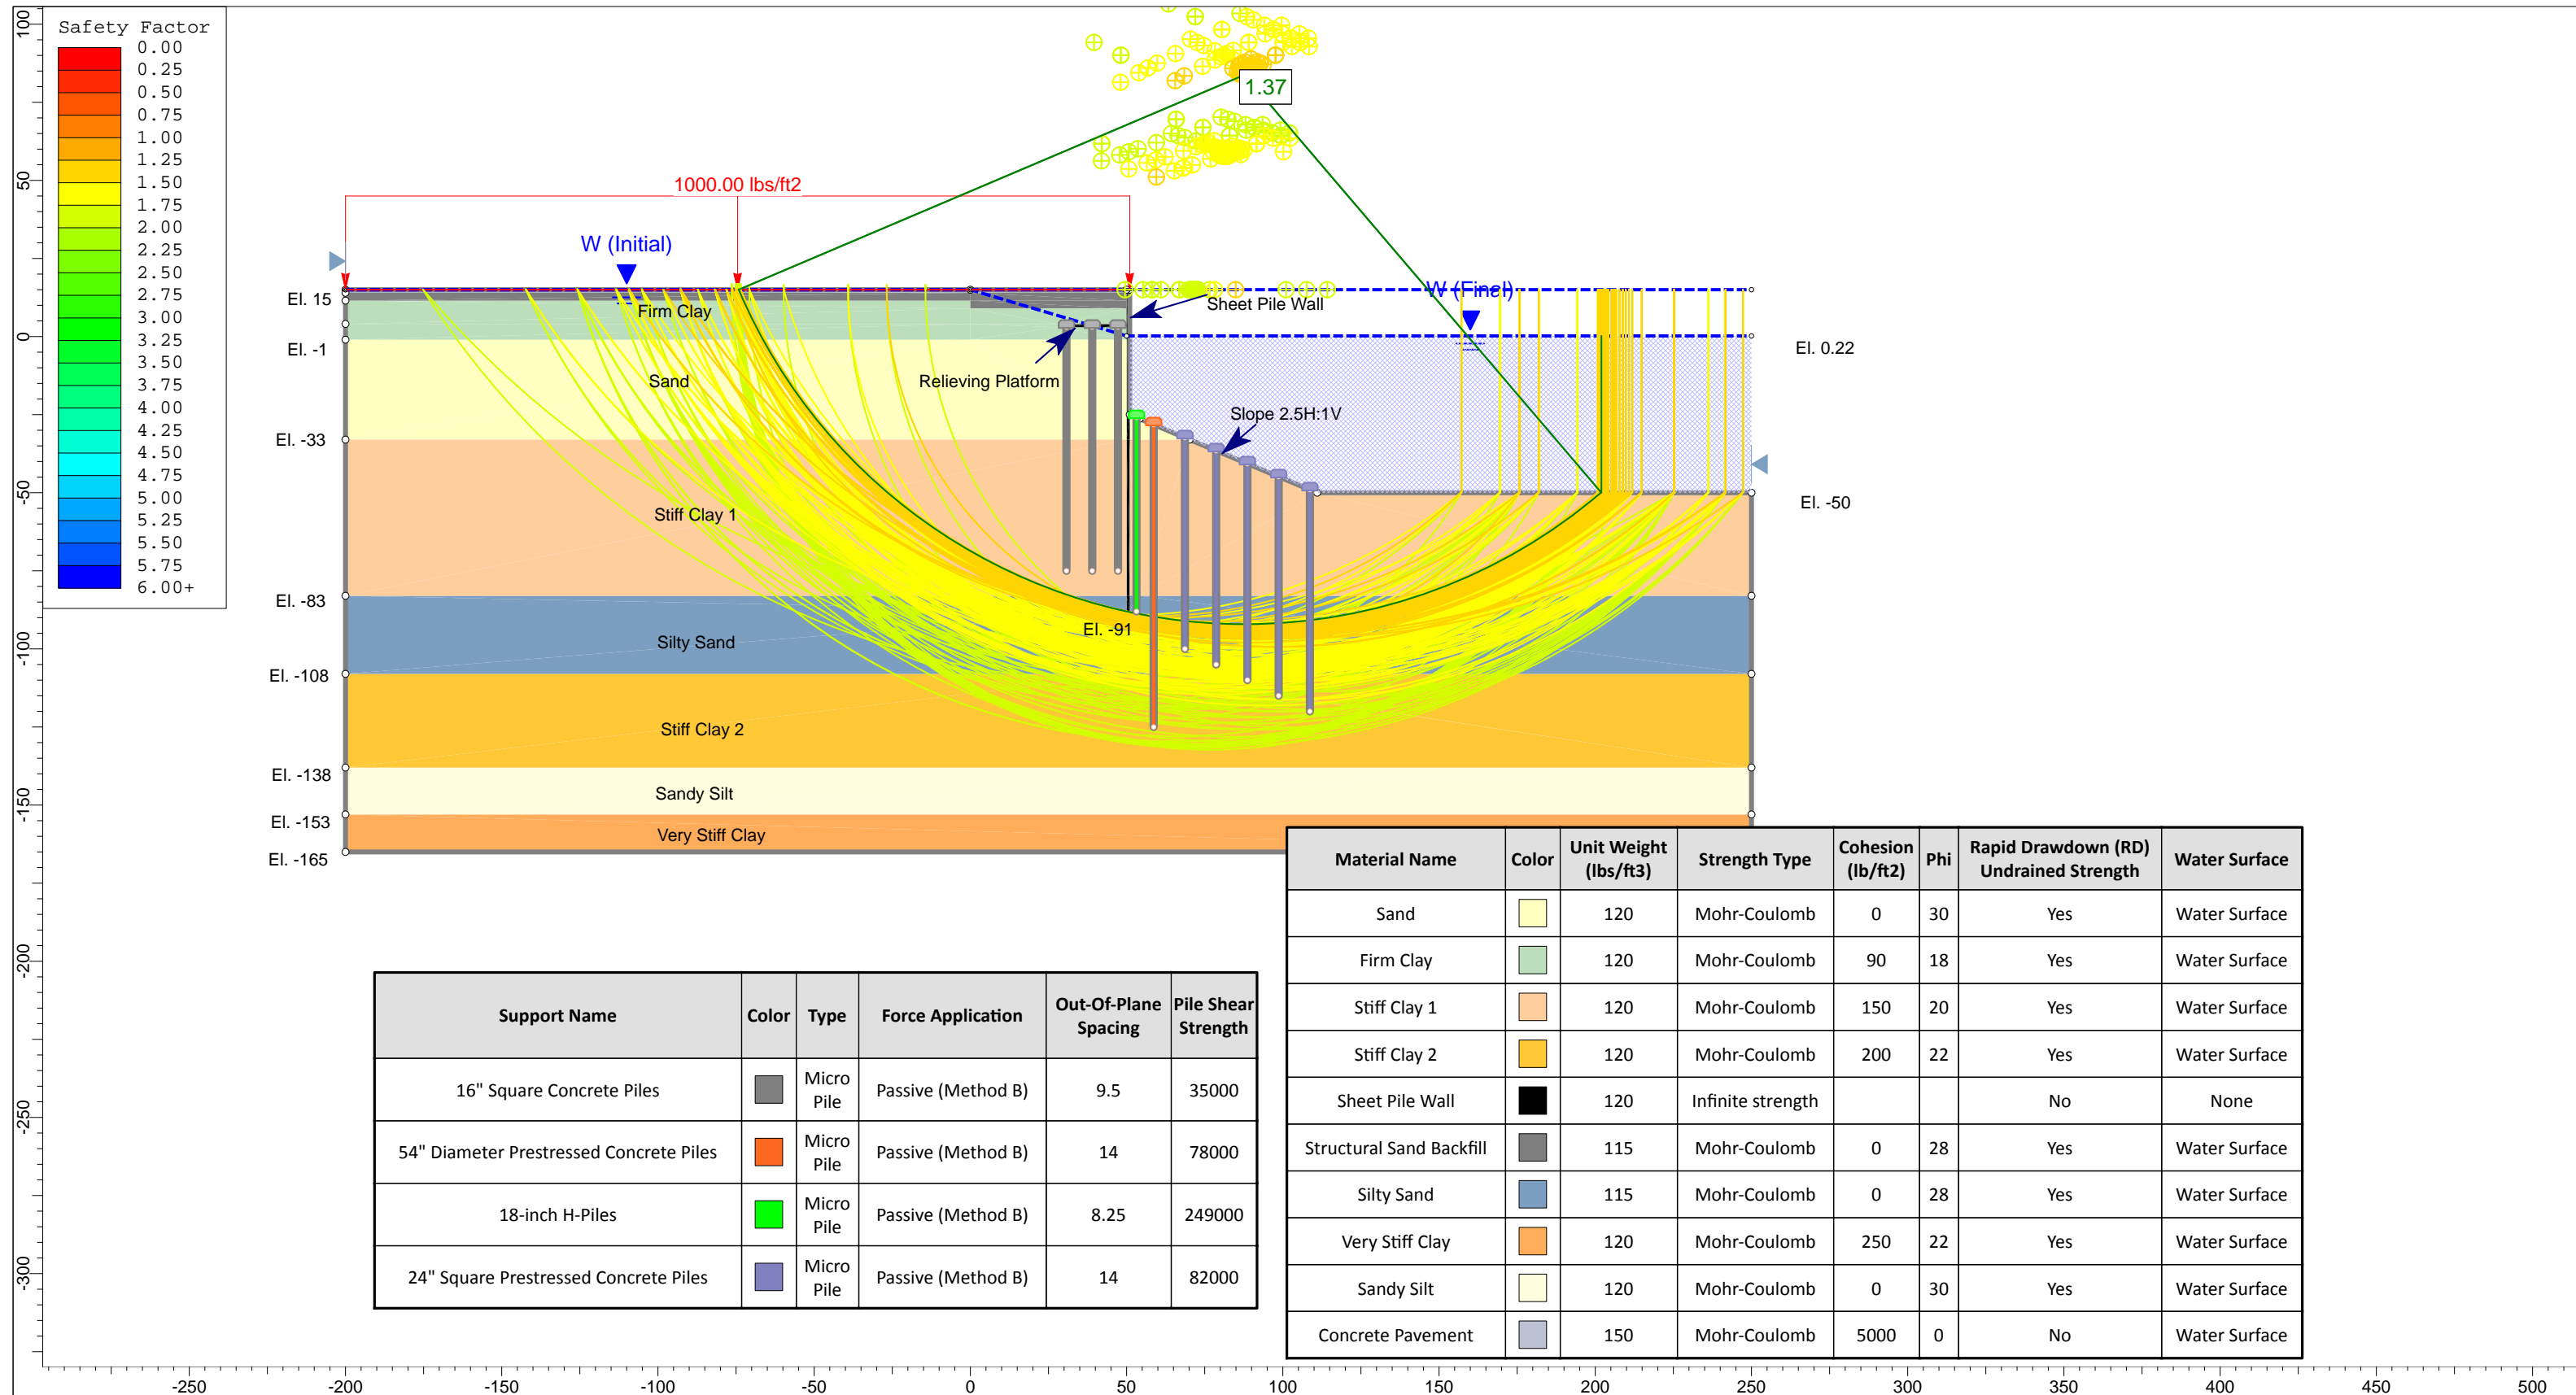 Safety Factor
0.00
0.25
0.50
0.75
1.00
1.25
1.50
1.75
2.00
2.25
2.50
2.75
3.00
3.25
3.50
3.75
4.00
4.25
4.50
4.75
5.00
5.25
5.50
5.75
6.00+
100
50
0
-50
-100
-150
-200
-250
-300
1.37
1000.00 lbs/ft2
W (Initial)
W (Final)
El. 15
Firm Clay
Sheet Pile Wall
El. -1
El. 0.22
Sand
Relieving Platform
Slope 2.5H:1V
El. -33
Stiff Clay 1
El. -50
El. -83
El. -91
Silty Sand
El. -108
Stiff Clay 2
El. -138
Sandy Silt
El. -153
Very Stiff Clay
El. -165
Support Name Color Type Force Application Out-Of-Plane Spacing Pile Shear Strength
16" Square Concrete Piles Micro Pile Passive (Method B) 9.5 35000
54" Diameter Prestressed Concrete Piles Micro Pile Passive (Method B) 14 78000
18-inch H-Piles Micro Pile Passive (Method B) 8.25 249000
24" Square Prestressed Concrete Piles Micro Pile Passive (Method B) 14 82000
Material Name Color Unit Weight (lbs/ft3) Strength Type Cohesion (lb/ft2) Phi Rapid Drawdown (RD) Undrained Strength Water Surface
Sand 120 Mohr-Coulomb 0 30 Yes Water Surface
Firm Clay 120 Mohr-Coulomb 90 18 Yes Water Surface
Stiff Clay 1 120 Mohr-Coulomb 150 20 Yes Water Surface
Stiff Clay 2 120 Mohr-Coulomb 200 22 Yes Water Surface
Sheet Pile Wall 120 Infinite strength No None
Structural Sand Backfill 115 Mohr-Coulomb 0 28 Yes Water Surface
Silty Sand 115 Mohr-Coulomb 0 28 Yes Water Surface
Very Stiff Clay 120 Mohr-Coulomb 250 22 Yes Water Surface
Sandy Silt 120 Mohr-Coulomb 0 30 Yes Water Surface
Concrete Pavement 150 Mohr-Coulomb 5000 0 No Water Surface
-250 -200 -150 -100 -50 0 50 100 150 200 250 300 350 400 450 500